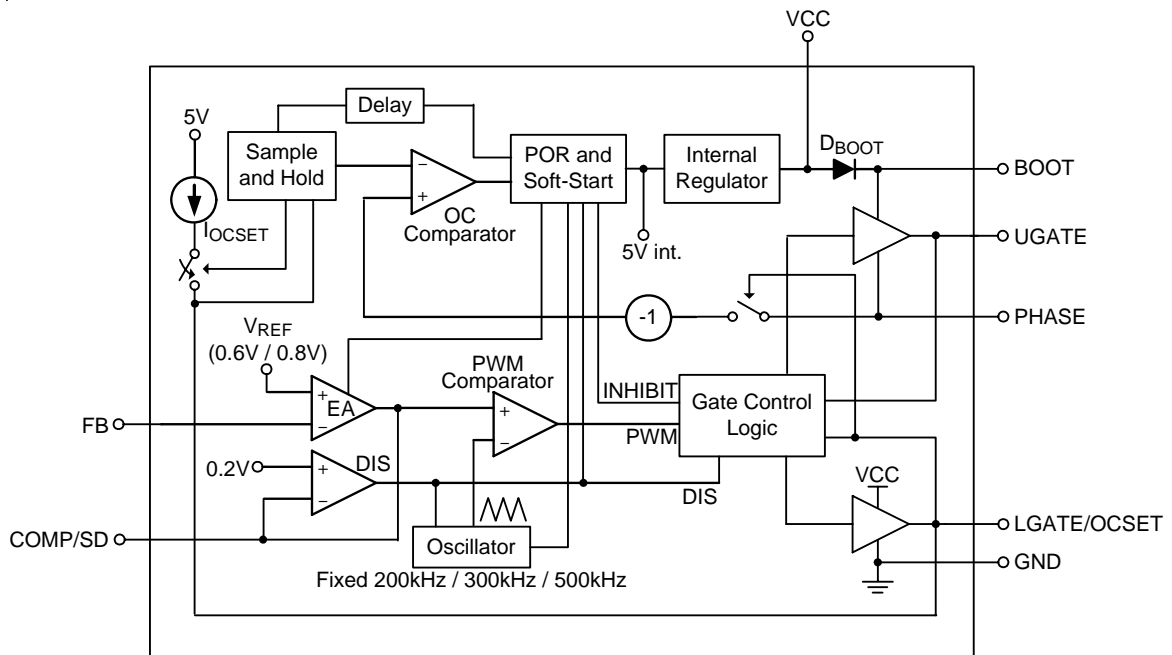 VCC
Delay
5V
Sample
and Hold
POR and
Soft-Start
Internal
Regulator
DBOOT
BOOT
−
+
OC
Comparator
IOCSET
5V int.
UGATE
-1
PHASE
VREF
(0.6V / 0.8V)
PWM
Comparator
+
EA
−
+
−
INHIBIT
PWM
Gate Control
Logic
FB
0.2V
+
−
DIS
DIS
VCC
COMP/SD
Oscillator
LGATE/OCSET
GND
Fixed 200kHz / 300kHz / 500kHz